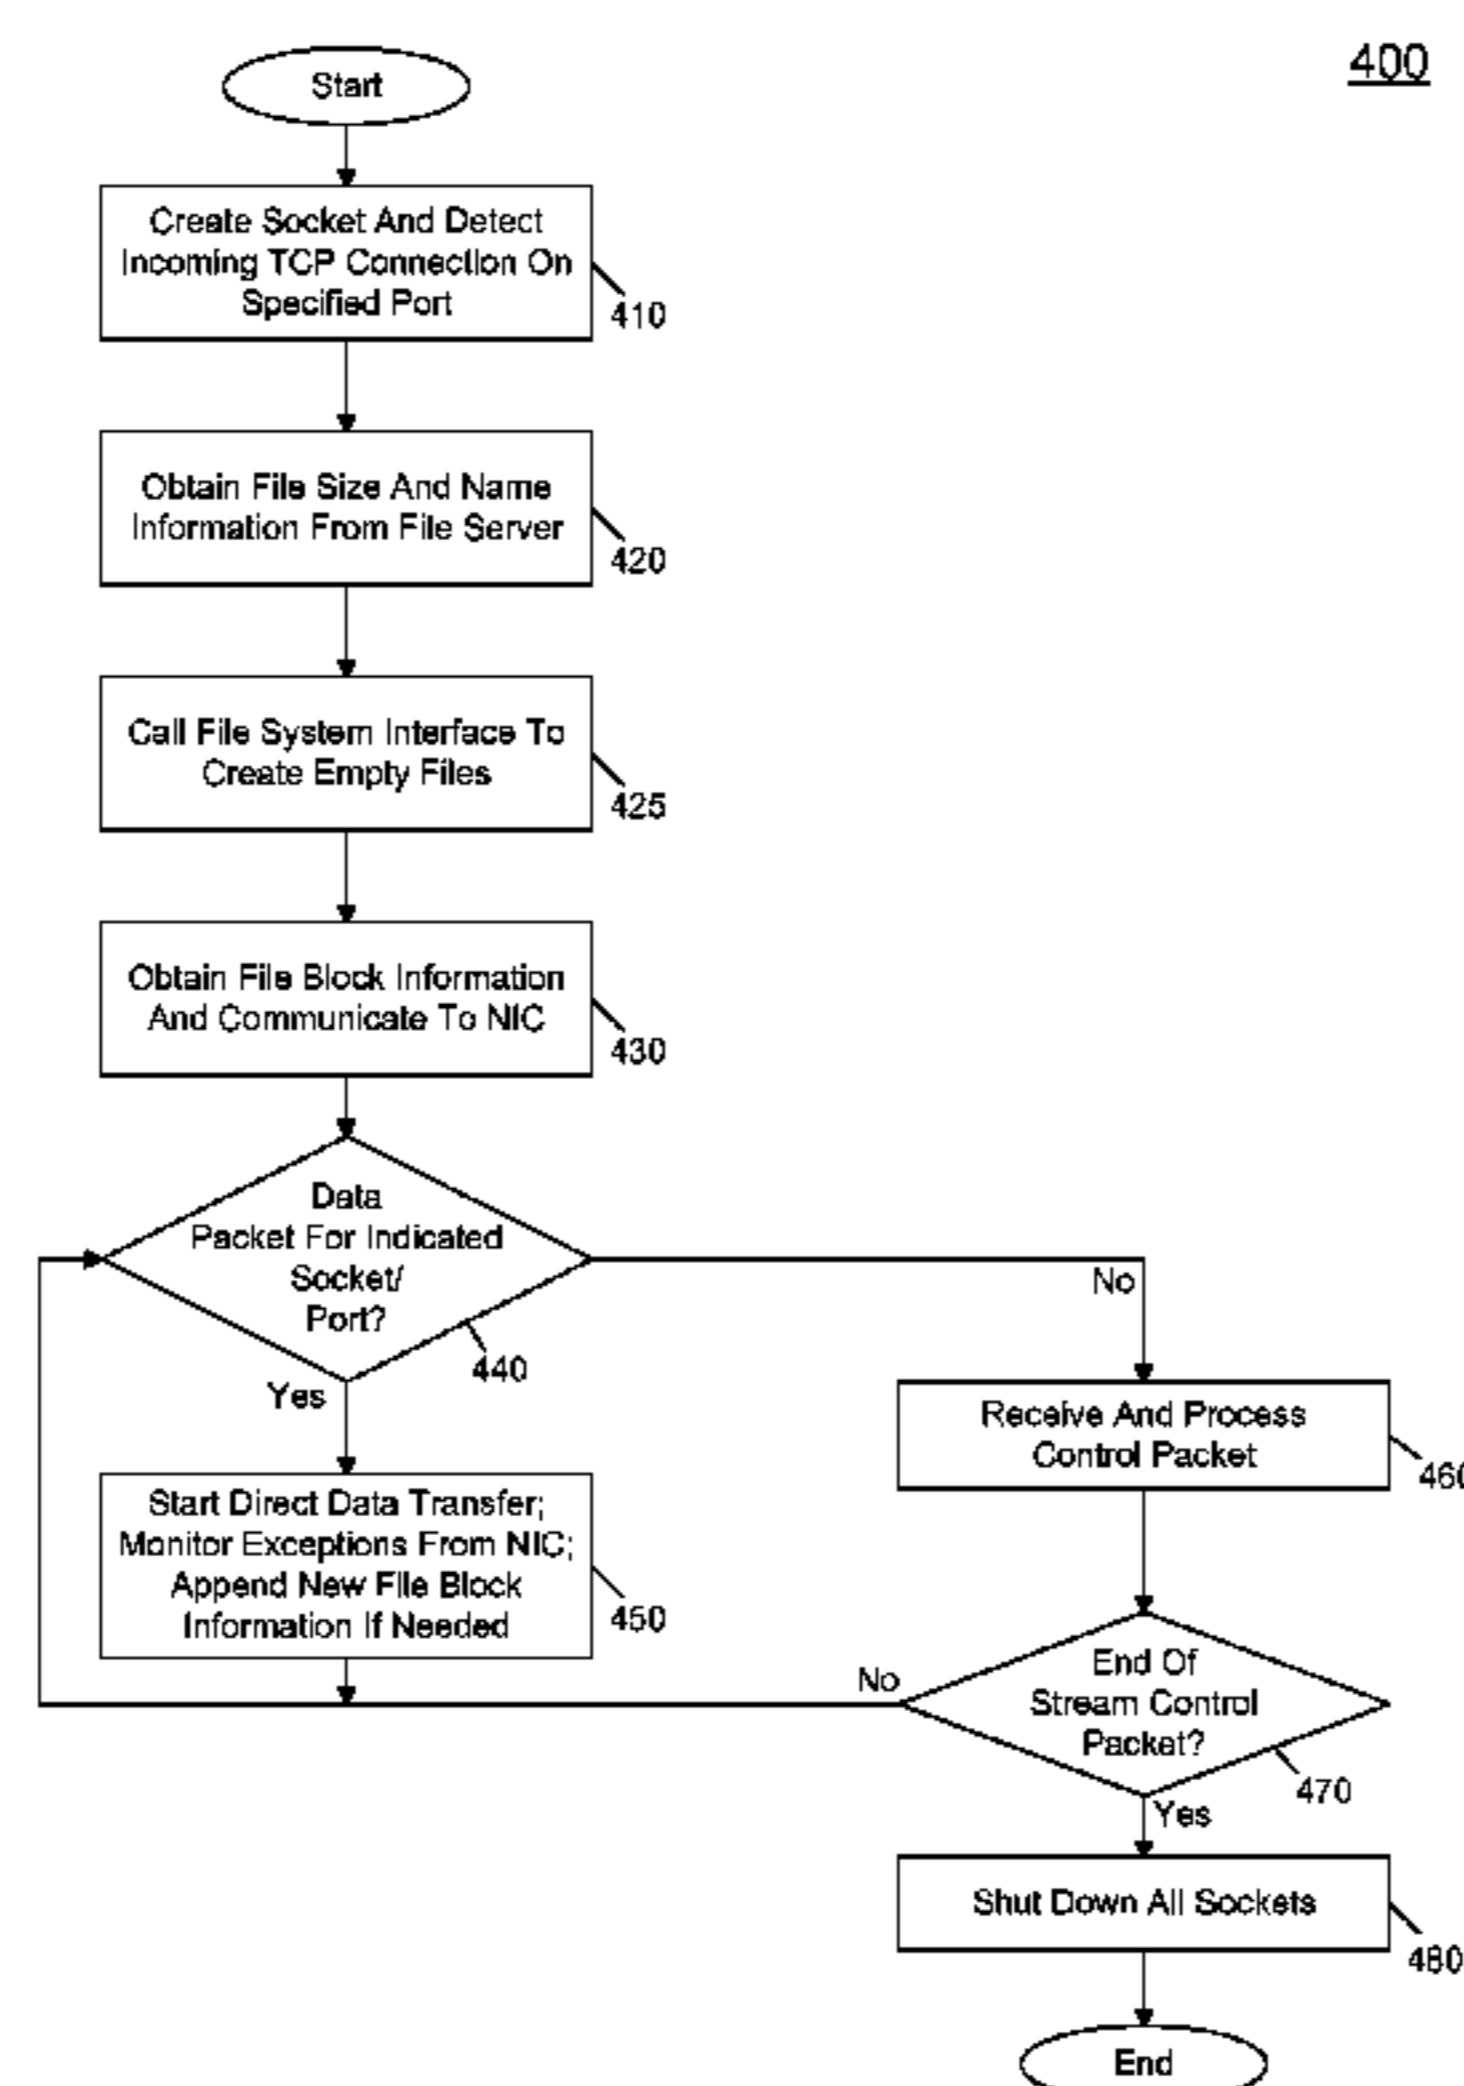 400
Start
Create Socket And Detect
Incoming TCP Connection On
Specified Port
410
Obtain File Size And Name
Information From File Server
420
Call File System Interface To
Create Empty Files
425
Obtain File Block Information
And Communicate To NIC
430
Data
Packet For Indicated
Socket/
Port?
440
No
Yes
Receive And Process
Control Packet
460
Start Direct Data Transfer;
Monitor Exceptions From NIC;
Append New File Block
Information If Needed
450
End Of
Stream Control
Packet?
470
No
Yes
Shut Down All Sockets
480
End